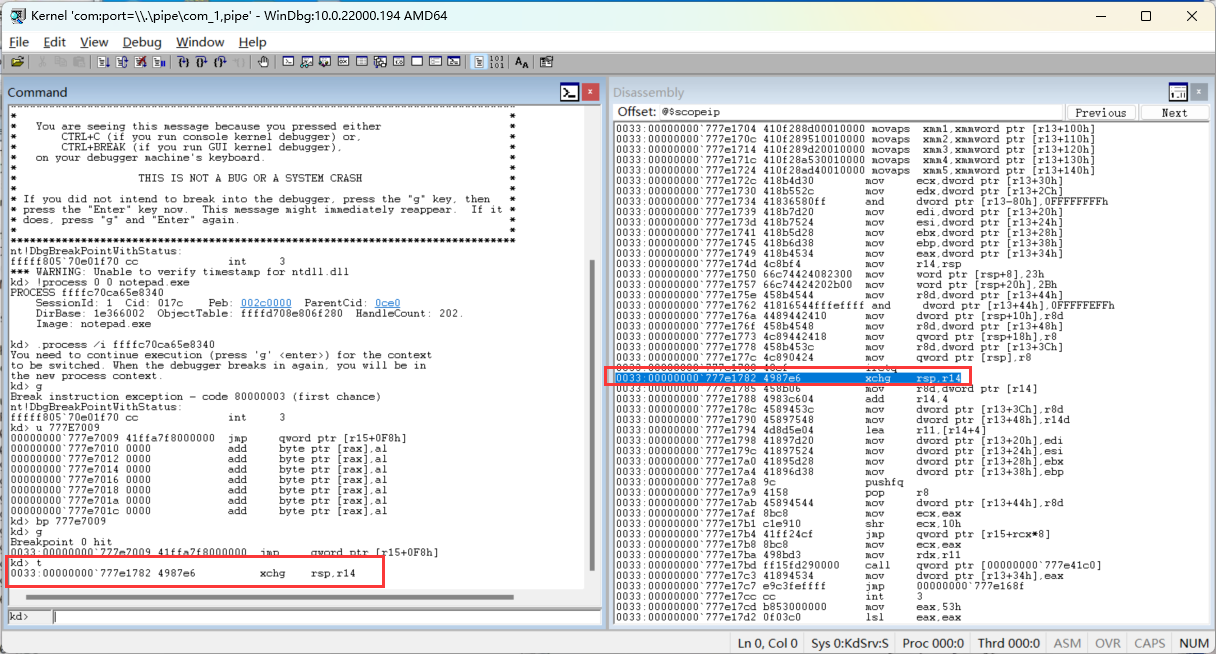 Kernel 'com:port=\\.\pipe\com_1,pipe' - WinDbg:10.0.22000.194 AMD64
File Edit View Debug Window Help
Command
*******************************************************************************
* *
* You are seeing this message because you pressed either *
* CTRL+C (if you run console kernel debugger) or, *
* CTRL+BREAK (if you run GUI kernel debugger), *
* on your debugger machine's keyboard. *
* *
* THIS IS NOT A BUG OR A SYSTEM CRASH *
* *
* If you did not intend to break into the debugger, press the "g" key, then *
* press the "Enter" key now. This message might immediately reappear. If it *
* does, press "g" and "Enter" again. *
* *
*******************************************************************************
nt!DbgBreakPointWithStatus:
fffff805`70e01f70 cc int 3
*** WARNING: Unable to verify timestamp for ntdll.dll
kd> !process 0 0 notepad.exe
PROCESS ffffc70ca65e8340
SessionId: 1 Cid: 017c Peb: 002c0000 ParentCid: 0ce0
DirBase: 1e366002 ObjectTable: ffffd708e806f280 HandleCount: 202.
Image: notepad.exe
kd> .process /i ffffc70ca65e8340
You need to continue execution (press 'g' <enter>) for the context
to be switched. When the debugger breaks in again, you will be in
the new process context.
kd> g
Break instruction exception - code 80000003 (first chance)
nt!DbgBreakPointWithStatus:
fffff805`70e01f70 cc int 3
kd> u 777E7009
00000000`777e7009 41ffa7f8000000 jmp qword ptr [r15+0F8h]
00000000`777e7010 0000 add byte ptr [rax],al
00000000`777e7012 0000 add byte ptr [rax],al
00000000`777e7014 0000 add byte ptr [rax],al
00000000`777e7016 0000 add byte ptr [rax],al
00000000`777e7018 0000 add byte ptr [rax],al
00000000`777e701a 0000 add byte ptr [rax],al
00000000`777e701c 0000 add byte ptr [rax],al
kd> bp 777e7009
kd> g
Breakpoint 0 hit
0033:00000000`777e7009 41ffa7f8000000 jmp qword ptr [r15+0F8h]
kd> t
0033:00000000`777e1782 4987e6 xchg rsp,r14
kd>
Disassembly
Offset: @$scopeip Previous Next
0033:00000000`777e1704 410f288d00010000 movaps xmm1,xmmword ptr [r13+100h]
0033:00000000`777e170c 410f289510010000 movaps xmm2,xmmword ptr [r13+110h]
0033:00000000`777e1714 410f289d20010000 movaps xmm3,xmmword ptr [r13+120h]
0033:00000000`777e171c 410f28a530010000 movaps xmm4,xmmword ptr [r13+130h]
0033:00000000`777e1724 410f28ad40010000 movaps xmm5,xmmword ptr [r13+140h]
0033:00000000`777e172c 418b4d30 mov ecx,dword ptr [r13+30h]
0033:00000000`777e1730 418b552c mov edx,dword ptr [r13+2Ch]
0033:00000000`777e1734 41836580ff and dword ptr [r13-80h],0FFFFFFFFh
0033:00000000`777e1739 418b7d20 mov edi,dword ptr [r13+20h]
0033:00000000`777e173d 418b7524 mov esi,dword ptr [r13+24h]
0033:00000000`777e1741 418b5d28 mov ebx,dword ptr [r13+28h]
0033:00000000`777e1745 418b6d38 mov ebp,dword ptr [r13+38h]
0033:00000000`777e1749 418b4534 mov eax,dword ptr [r13+34h]
0033:00000000`777e174d 4c8bf4 mov r14,rsp
0033:00000000`777e1750 66c74424082300 mov word ptr [rsp+8],23h
0033:00000000`777e1757 66c74424202b00 mov word ptr [rsp+20h],2Bh
0033:00000000`777e175e 458b4544 mov r8d,dword ptr [r13+44h]
0033:00000000`777e1762 41816544fffeffff and dword ptr [r13+44h],0FFFFFEFFh
0033:00000000`777e176a 4489442410 mov dword ptr [rsp+10h],r8d
0033:00000000`777e176f 458b4548 mov r8d,dword ptr [r13+48h]
0033:00000000`777e1773 4c89442418 mov qword ptr [rsp+18h],r8
0033:00000000`777e1778 458b453c mov r8d,dword ptr [r13+3Ch]
0033:00000000`777e177c 4c890424 mov qword ptr [rsp],r8
0033:00000000`777e1782 4987e6 xchg rsp,r14
0033:00000000`777e1785 458b06 mov r8d,dword ptr [r14]
0033:00000000`777e1788 4983c604 add r14,4
0033:00000000`777e178c 4589453c mov dword ptr [r13+3Ch],r8d
0033:00000000`777e1790 45897548 mov dword ptr [r13+48h],r14d
0033:00000000`777e1794 4d8d5e04 lea r11,[r14+4]
0033:00000000`777e1798 41897d20 mov dword ptr [r13+20h],edi
0033:00000000`777e179c 41897524 mov dword ptr [r13+24h],esi
0033:00000000`777e17a0 41895d28 mov dword ptr [r13+28h],ebx
0033:00000000`777e17a4 41896d38 mov dword ptr [r13+38h],ebp
0033:00000000`777e17a8 9c pushfq
0033:00000000`777e17a9 4158 pop r8
0033:00000000`777e17ab 45894544 mov dword ptr [r13+44h],r8d
0033:00000000`777e17af 8bc8 mov ecx,eax
0033:00000000`777e17b1 c1e910 shr ecx,10h
0033:00000000`777e17b4 41ff24cf jmp qword ptr [r15+rcx*8]
0033:00000000`777e17b8 8bc8 mov ecx,eax
0033:00000000`777e17ba 498bd3 mov rdx,r11
0033:00000000`777e17bd ff15fd290000 call qword ptr [00000000`777e41c0]
0033:00000000`777e17c3 41894534 mov dword ptr [r13+34h],eax
0033:00000000`777e17c7 e9c3feffff jmp 00000000`777e168f
0033:00000000`777e17cc cc int 3
0033:00000000`777e17cd b853000000 mov eax,53h
0033:00000000`777e17d2 0f03c0 lsl eax,eax
Ln 0, Col 0 Sys 0:KdSrv:S Proc 000:0 Thrd 000:0 ASM OVR CAPS NUM